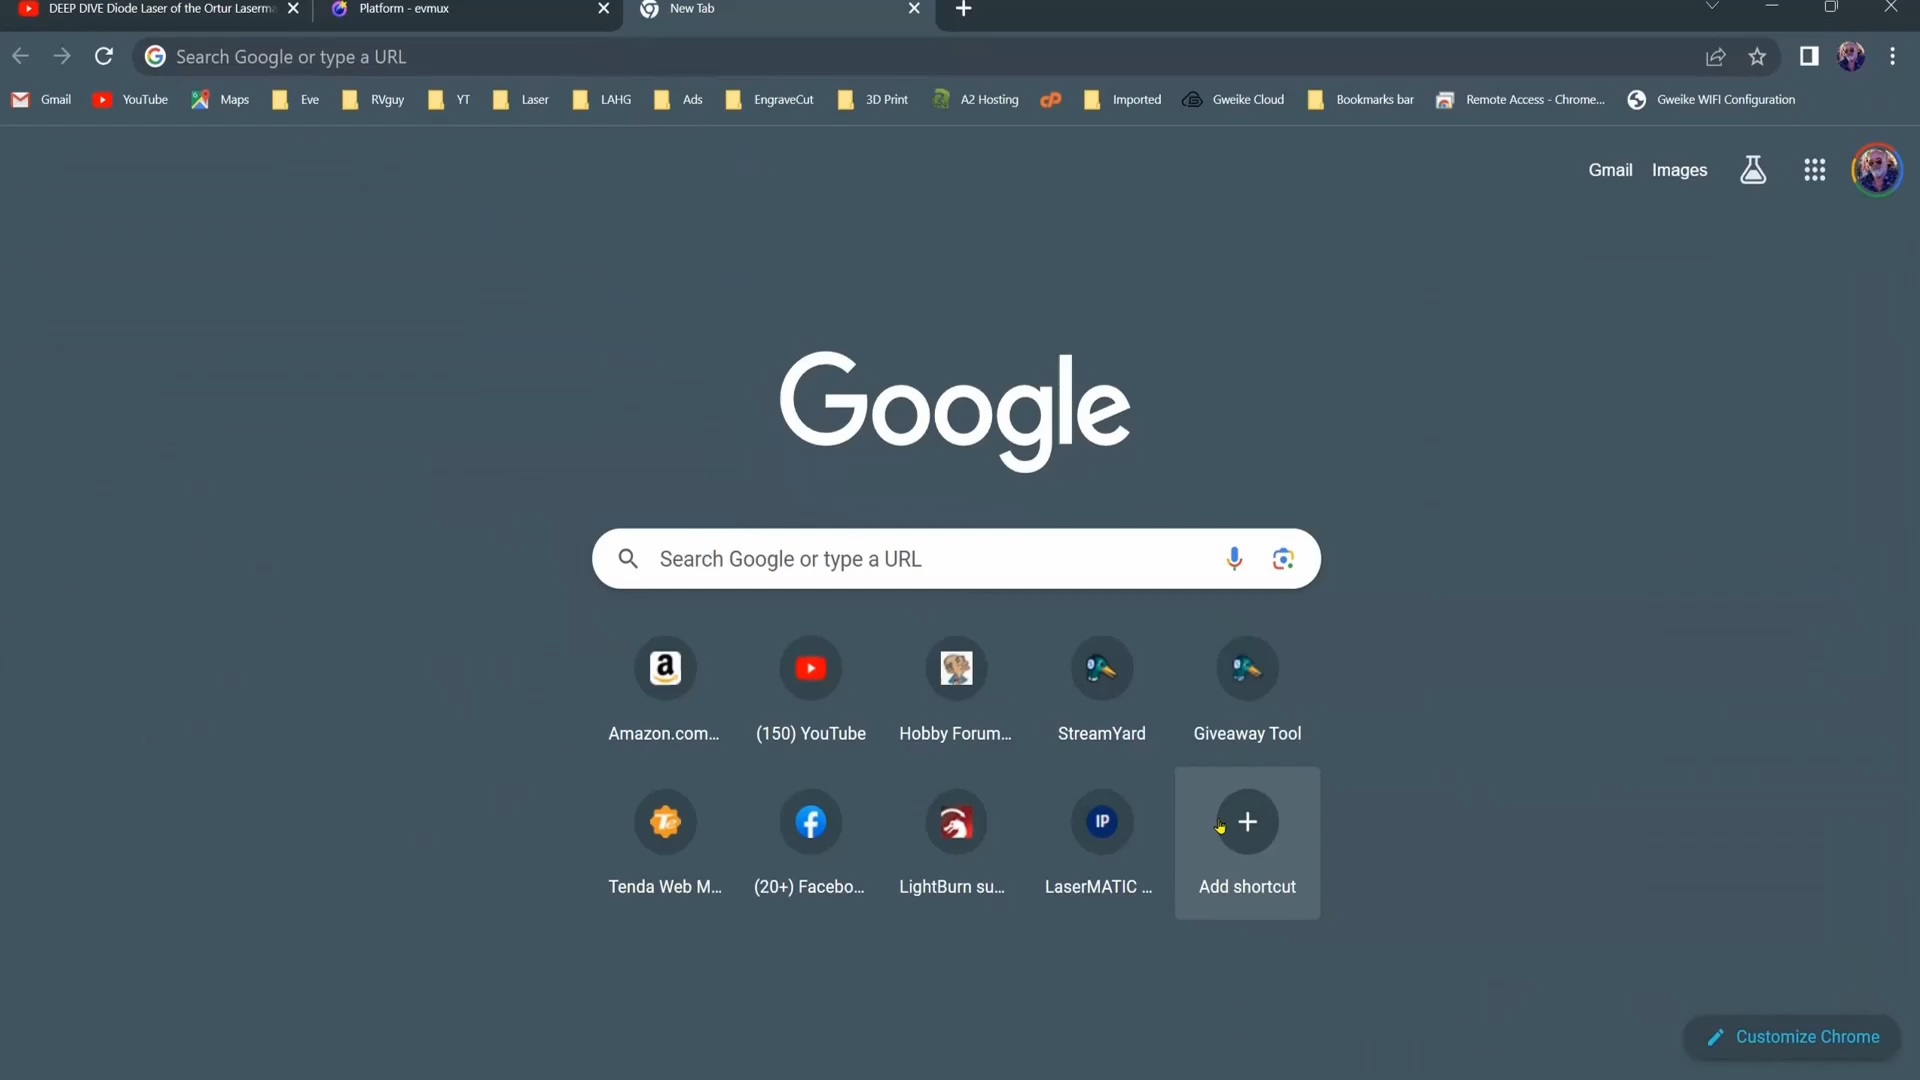 DEEP DIVE Diode Laser of the Ortur Laserma
Platform - evmux
New Tab
Search Google or type a URL
Gmail
YouTube
Maps
Eve
RVguy
YT
Laser
LAHG
Ads
EngraveCut
3D Print
A2 Hosting
Imported
Gweike Cloud
Bookmarks bar
Remote Access - Chrome...
Gweike WIFI Configuration
Gmail
Images
Google
Search Google or type a URL
Amazon.com...
(150) YouTube
Hobby Forum...
StreamYard
Giveaway Tool
Te
IP
Tenda Web M...
(20+) Facebo...
LightBurn su...
LaserMATIC ...
Add shortcut
Customize Chrome